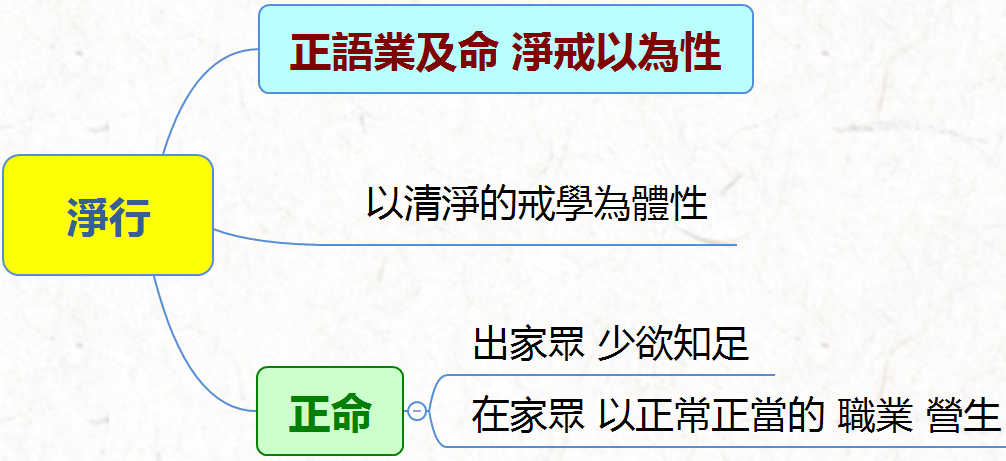 正語業及命 淨戒以為性
淨行
以清淨的戒學為體性
出家眾 少欲知足
正命
在家眾 以正常正當的 職業 營生